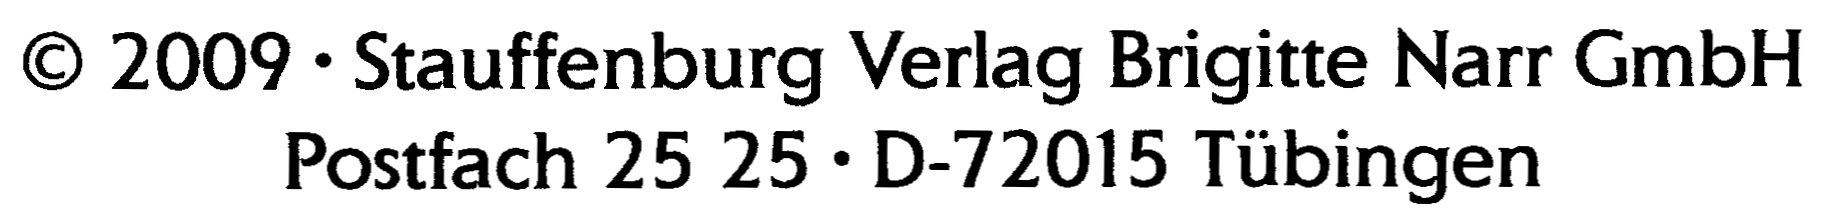 © 2009 · Stauffenburg Verlag Brigitte Narr GmbH
Postfach 25 25 · D-72015 Tübingen